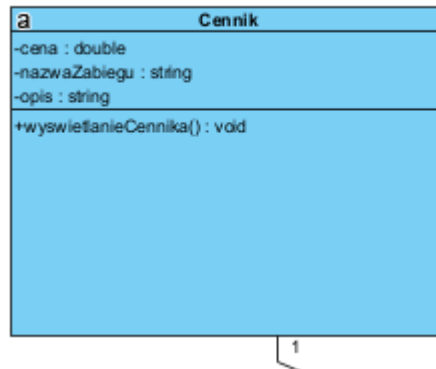 a
Cennik
-cena : double
-nazwaZabiegu : string
-opis : string
+wyswietlanieCennika() : void
1